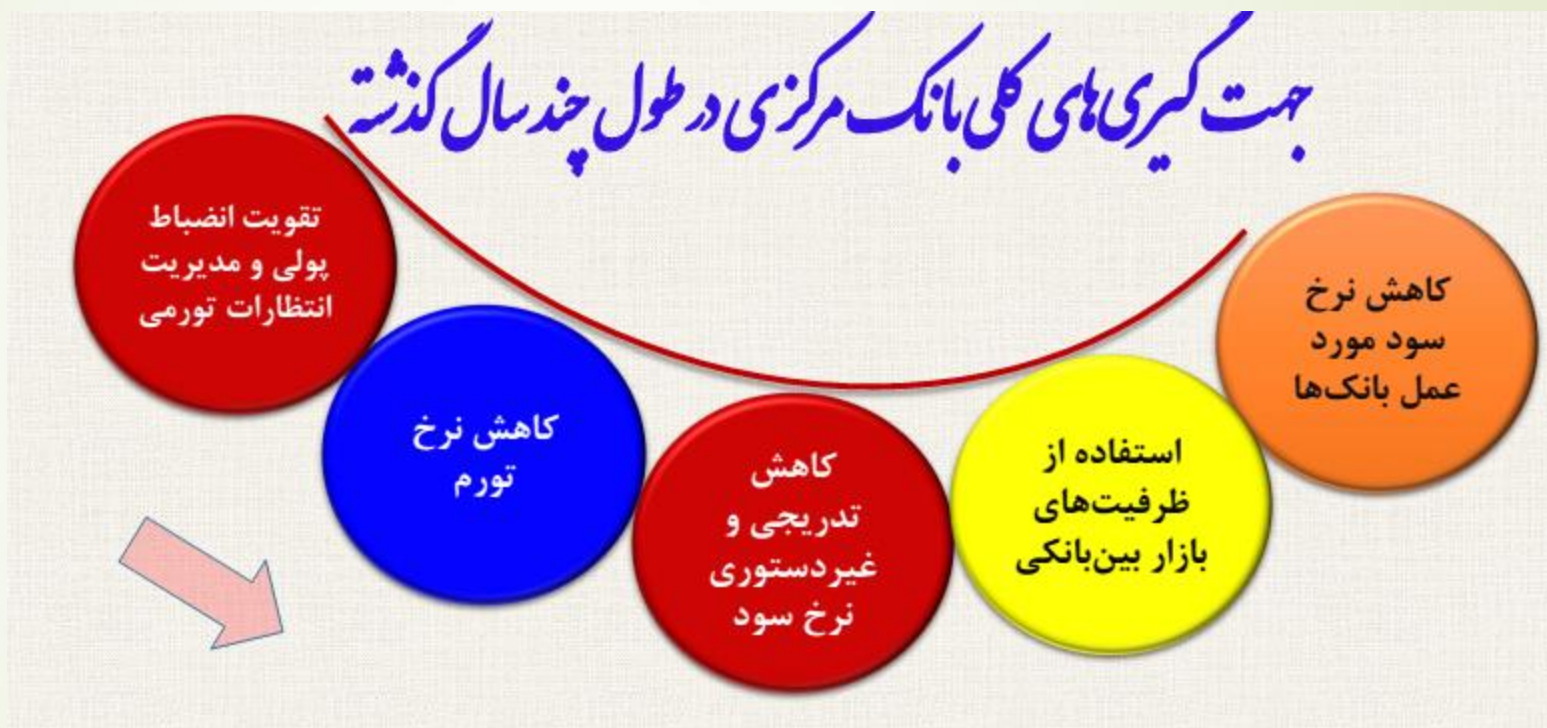 جهت گیری‌های کلی بانک مرکزی در طول چند سال گذشته
تقویت انضباط
پولی و مدیریت
انتظارات تورمی
کاهش نرخ
تورم
کاهش
تدریجی و
غیردستوری
نرخ سود
استفاده از
ظرفیت‌های
بازار بین‌بانکی
کاهش نرخ
سود مورد
عمل بانک‌ها